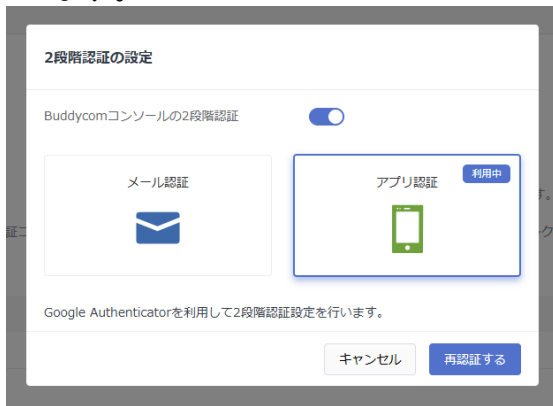 2段階認証の設定
Buddycomコンソールの2段階認証
メール認証
アプリ認証
利用中
す。
証コ
ク
Google Authenticatorを利用して2段階認証設定を行います。
キャンセル
再認証する